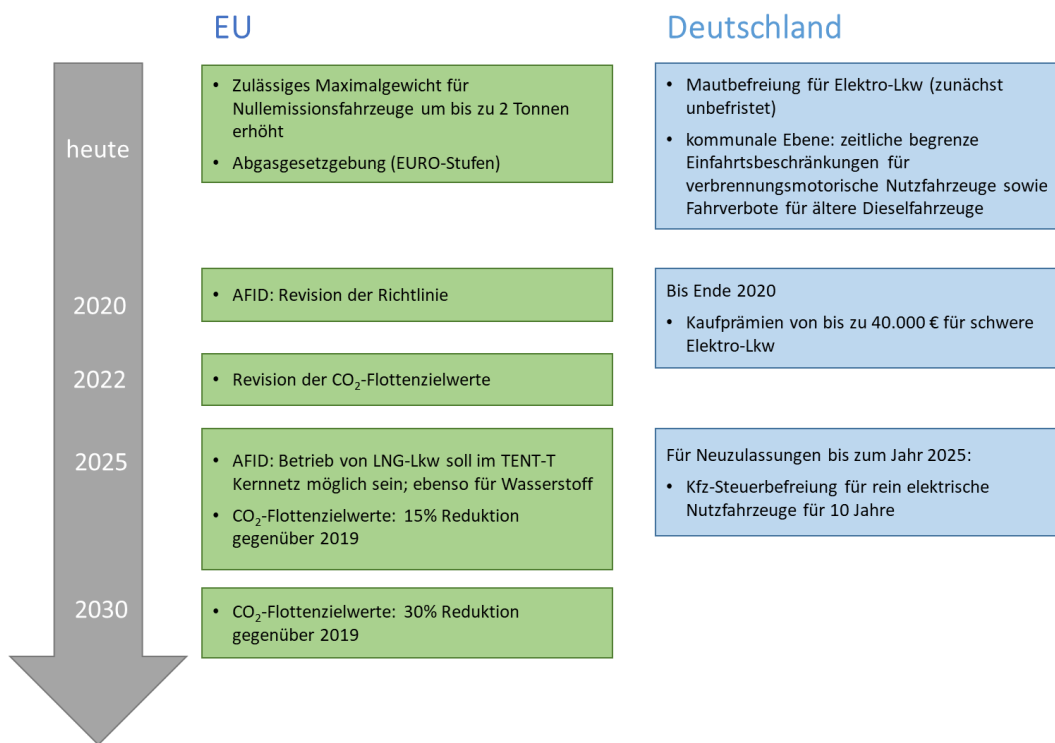 EU
Deutschland
heute
• Zulässiges Maximalgewicht für
Nullemissionsfahrzeuge um bis zu 2 Tonnen
erhöht
• Abgasgesetzgebung (EURO-Stufen)
• Mautbefreiung für Elektro-Lkw (zunächst
unbefristet)
• kommunale Ebene: zeitliche begrenze
Einfahrtsbeschränkungen für
verbrennungsmotorische Nutzfahrzeuge sowie
Fahrverbote für ältere Dieselfahrzeuge
2020
• AFID: Revision der Richtlinie
Bis Ende 2020
• Kaufprämien von bis zu 40.000 € für schwere
Elektro-Lkw
2022
• Revision der CO₂-Flottenzielwerte
2025
• AFID: Betrieb von LNG-Lkw soll im TENT-T
Kernnetz möglich sein; ebenso für Wasserstoff
• CO₂-Flottenzielwerte: 15% Reduktion
gegenüber 2019
Für Neuzulassungen bis zum Jahr 2025:
• Kfz-Steuerbefreiung für rein elektrische
Nutzfahrzeuge für 10 Jahre
2030
• CO₂-Flottenzielwerte: 30% Reduktion
gegenüber 2019